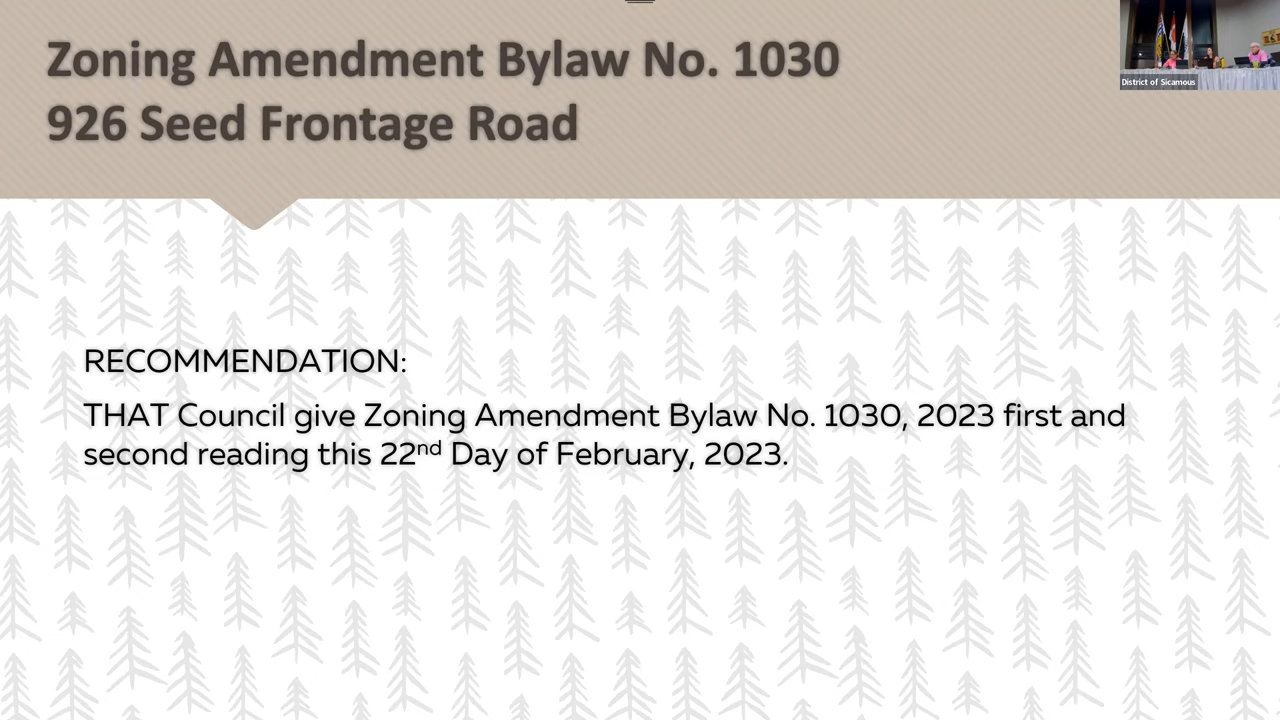 Zoning Amendment Bylaw No. 1030
926 Seed Frontage Road
District of Sicamous
RECOMMENDATION:
THAT Council give Zoning Amendment Bylaw No. 1030, 2023 first and
second reading this 22nd Day of February, 2023.